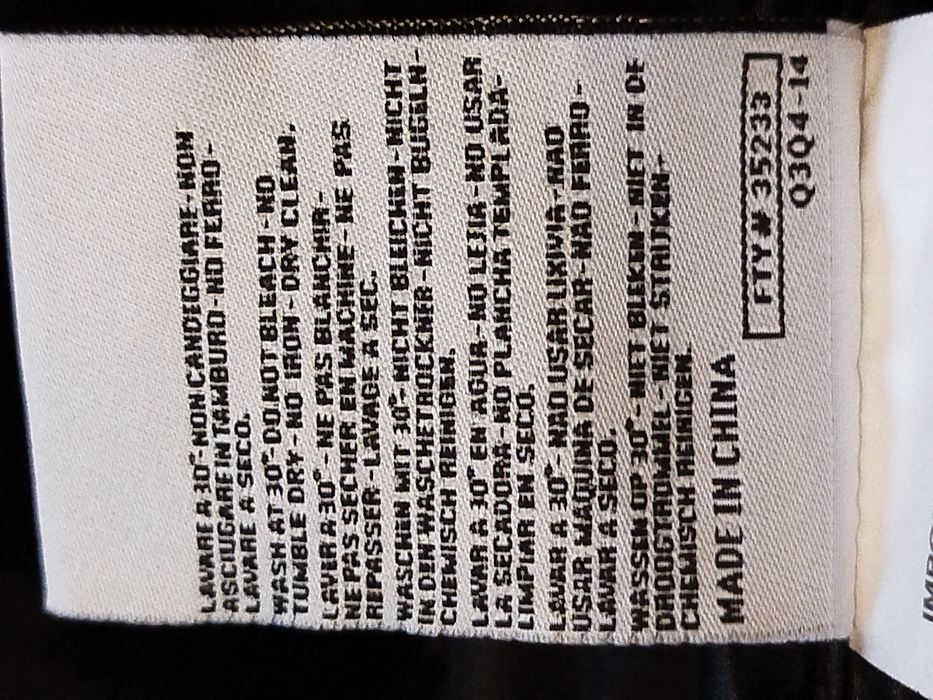 LAVARE A 30°-NON CANDEGGIARE-NON
ASCIUGARE IN TAMBURO-NO FERRO-
LAVARE A SECO.
WASH AT 30°-DO NOT BLEACH-NO
TUMBLE DRY-NO IRON-DRY CLEAN.
LAVER A 30°-NE PAS BLANCHIR-
NE PAS SECHER EN MACHINE-NE PAS
REPASSER-LAVAGE A SEC.
WASCHEN MIT 30°-NICHT BLEICHEN-NICHT
IN DEN WASCHETROCKNER-NICHT BUGELN-
CHEMISCH REINIGEN.
LAVAR A 30° EN AGUA-NO LEJIA-NO USAR
LA SECADORA-NO PLANCHA TEMPLADA-
LIMPIAR EN SECO.
LAVAR A 30°-NAO USAR LIXIVIA-NAO
USAR MAQUINA DE SECAR-NAO FERRO-
LAVAR A SECO.
WASSEN OP 30°-NIET BLEKEN-NIET IN DE
DROOGTROMMEL-NIET STRIJKEN-
CHEMISCH REINIGEN.
MADE IN CHINA
FTY# 35233
Q3Q4-14